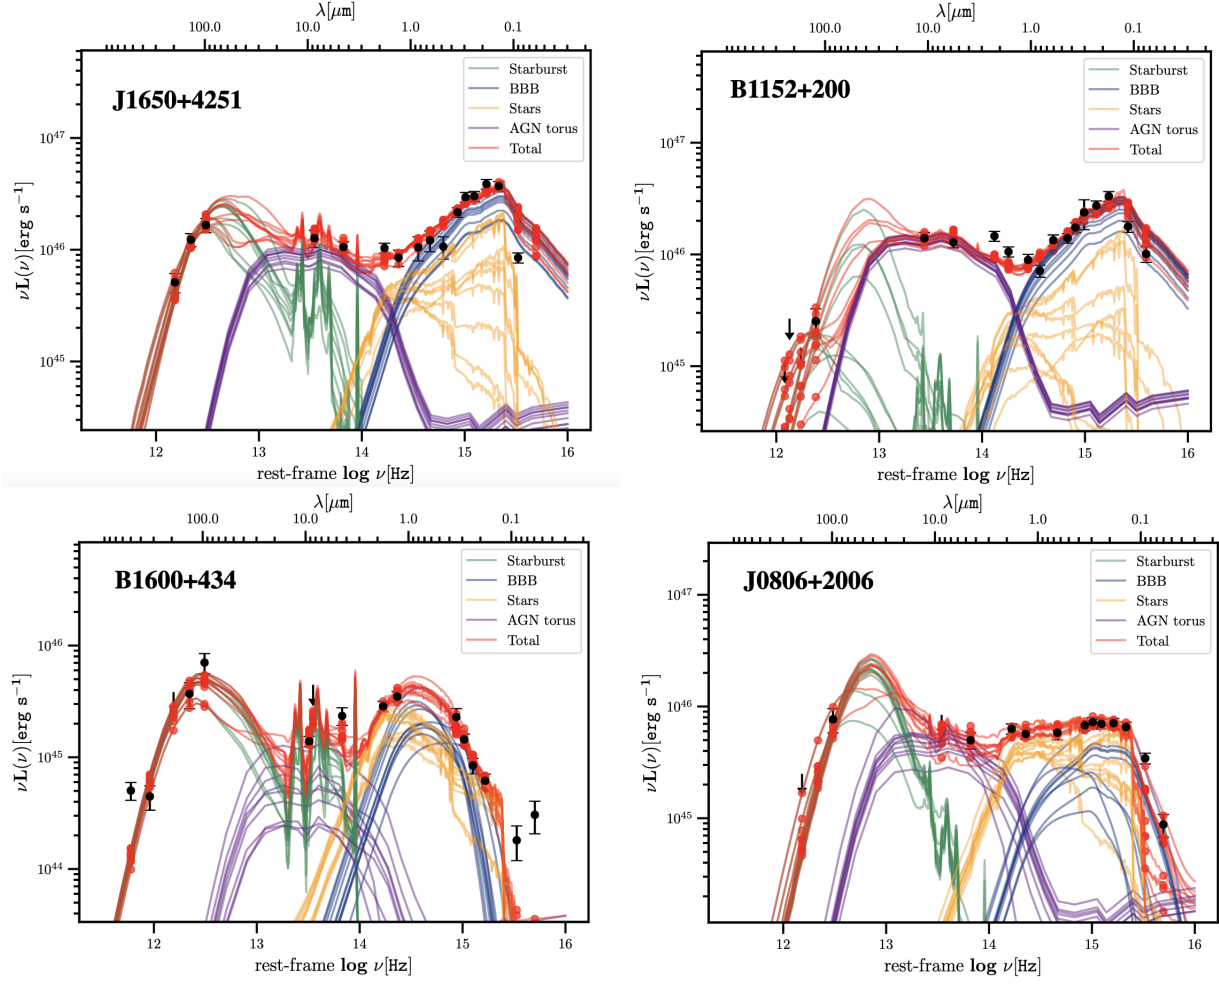 λ[μm]
100.0 10.0 1.0 0.1
J1650+4251
Starburst
BBB
Stars
AGN torus
Total
10^47
10^46
10^45
νL(ν)[erg s⁻¹]
12 13 14 15 16
rest-frame log ν[Hz]
λ[μm]
100.0 10.0 1.0 0.1
B1152+200
Starburst
BBB
Stars
AGN torus
Total
10^47
10^46
10^45
νL(ν)[erg s⁻¹]
12 13 14 15 16
rest-frame log ν[Hz]
λ[μm]
100.0 10.0 1.0 0.1
B1600+434
Starburst
BBB
Stars
AGN torus
Total
10^46
10^45
10^44
νL(ν)[erg s⁻¹]
12 13 14 15 16
rest-frame log ν[Hz]
λ[μm]
100.0 10.0 1.0 0.1
J0806+2006
Starburst
BBB
Stars
AGN torus
Total
10^47
10^46
10^45
νL(ν)[erg s⁻¹]
12 13 14 15 16
rest-frame log ν[Hz]